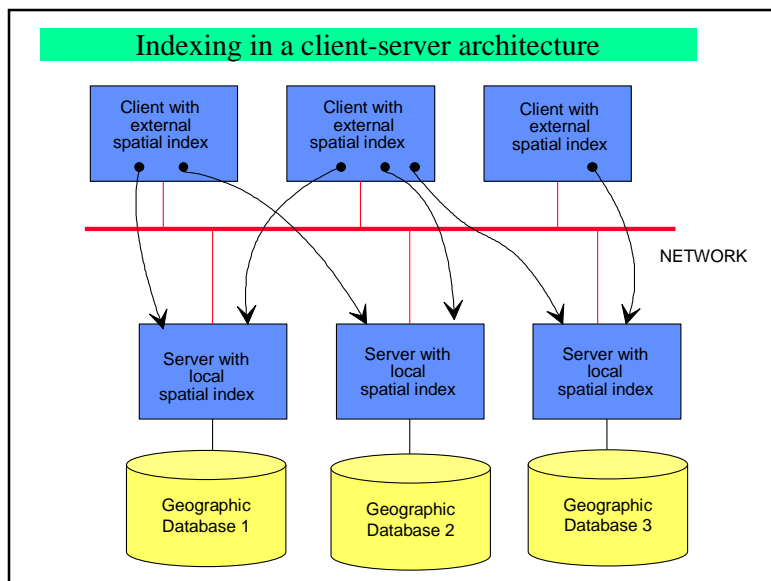 Indexing in a client-server architecture
Client with
external
spatial index
Client with
external
spatial index
Client with
external
spatial index
NETWORK
Server with
local
spatial index
Server with
local
spatial index
Server with
local
spatial index
Geographic
Database 1
Geographic
Database 2
Geographic
Database 3